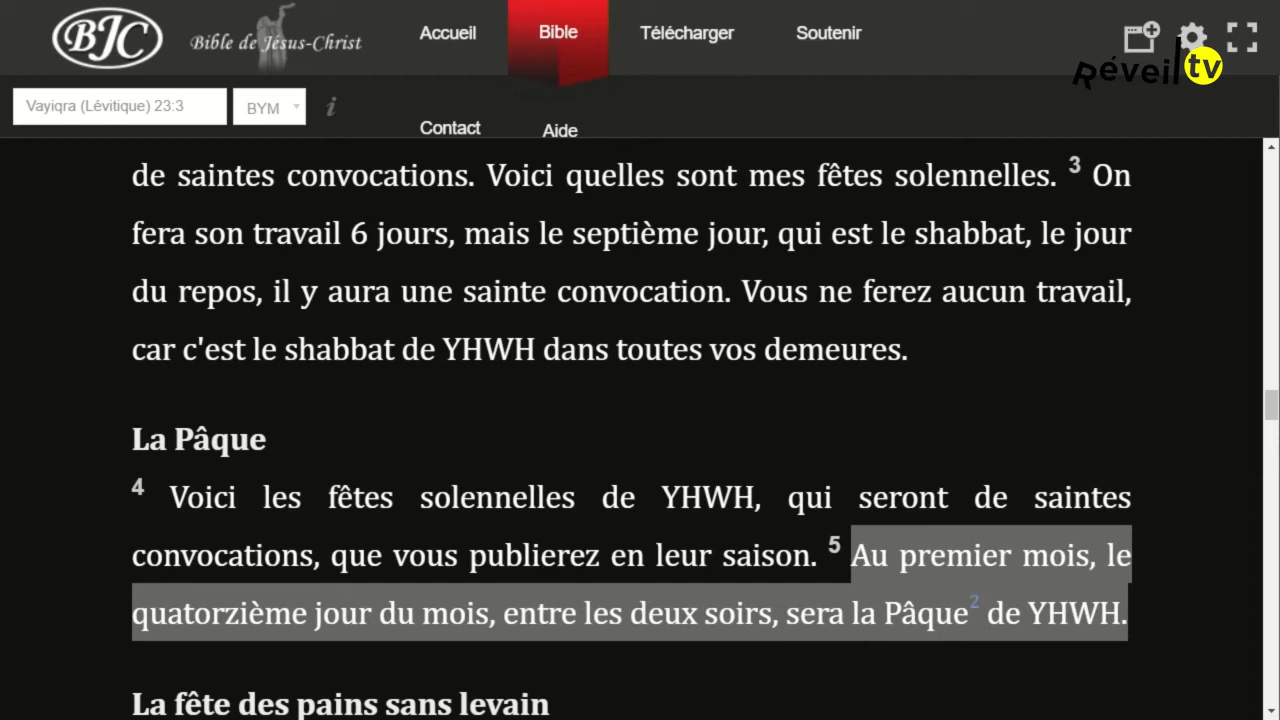 BJC
Bible de Jésus-Christ
Accueil
Bible
Télécharger
Soutenir
Réveil tv
Vayiqra (Lévitique) 23:3
BYM
i
Contact
Aide
de saintes convocations. Voici quelles sont mes fêtes solennelles. 3 On
fera son travail 6 jours, mais le septième jour, qui est le shabbat, le jour
du repos, il y aura une sainte convocation. Vous ne ferez aucun travail,
car c'est le shabbat de YHWH dans toutes vos demeures.
La Pâque
4 Voici les fêtes solennelles de YHWH, qui seront de saintes
convocations, que vous publierez en leur saison. 5 Au premier mois, le
quatorzième jour du mois, entre les deux soirs, sera la Pâque2 de YHWH.
La fête des pains sans levain